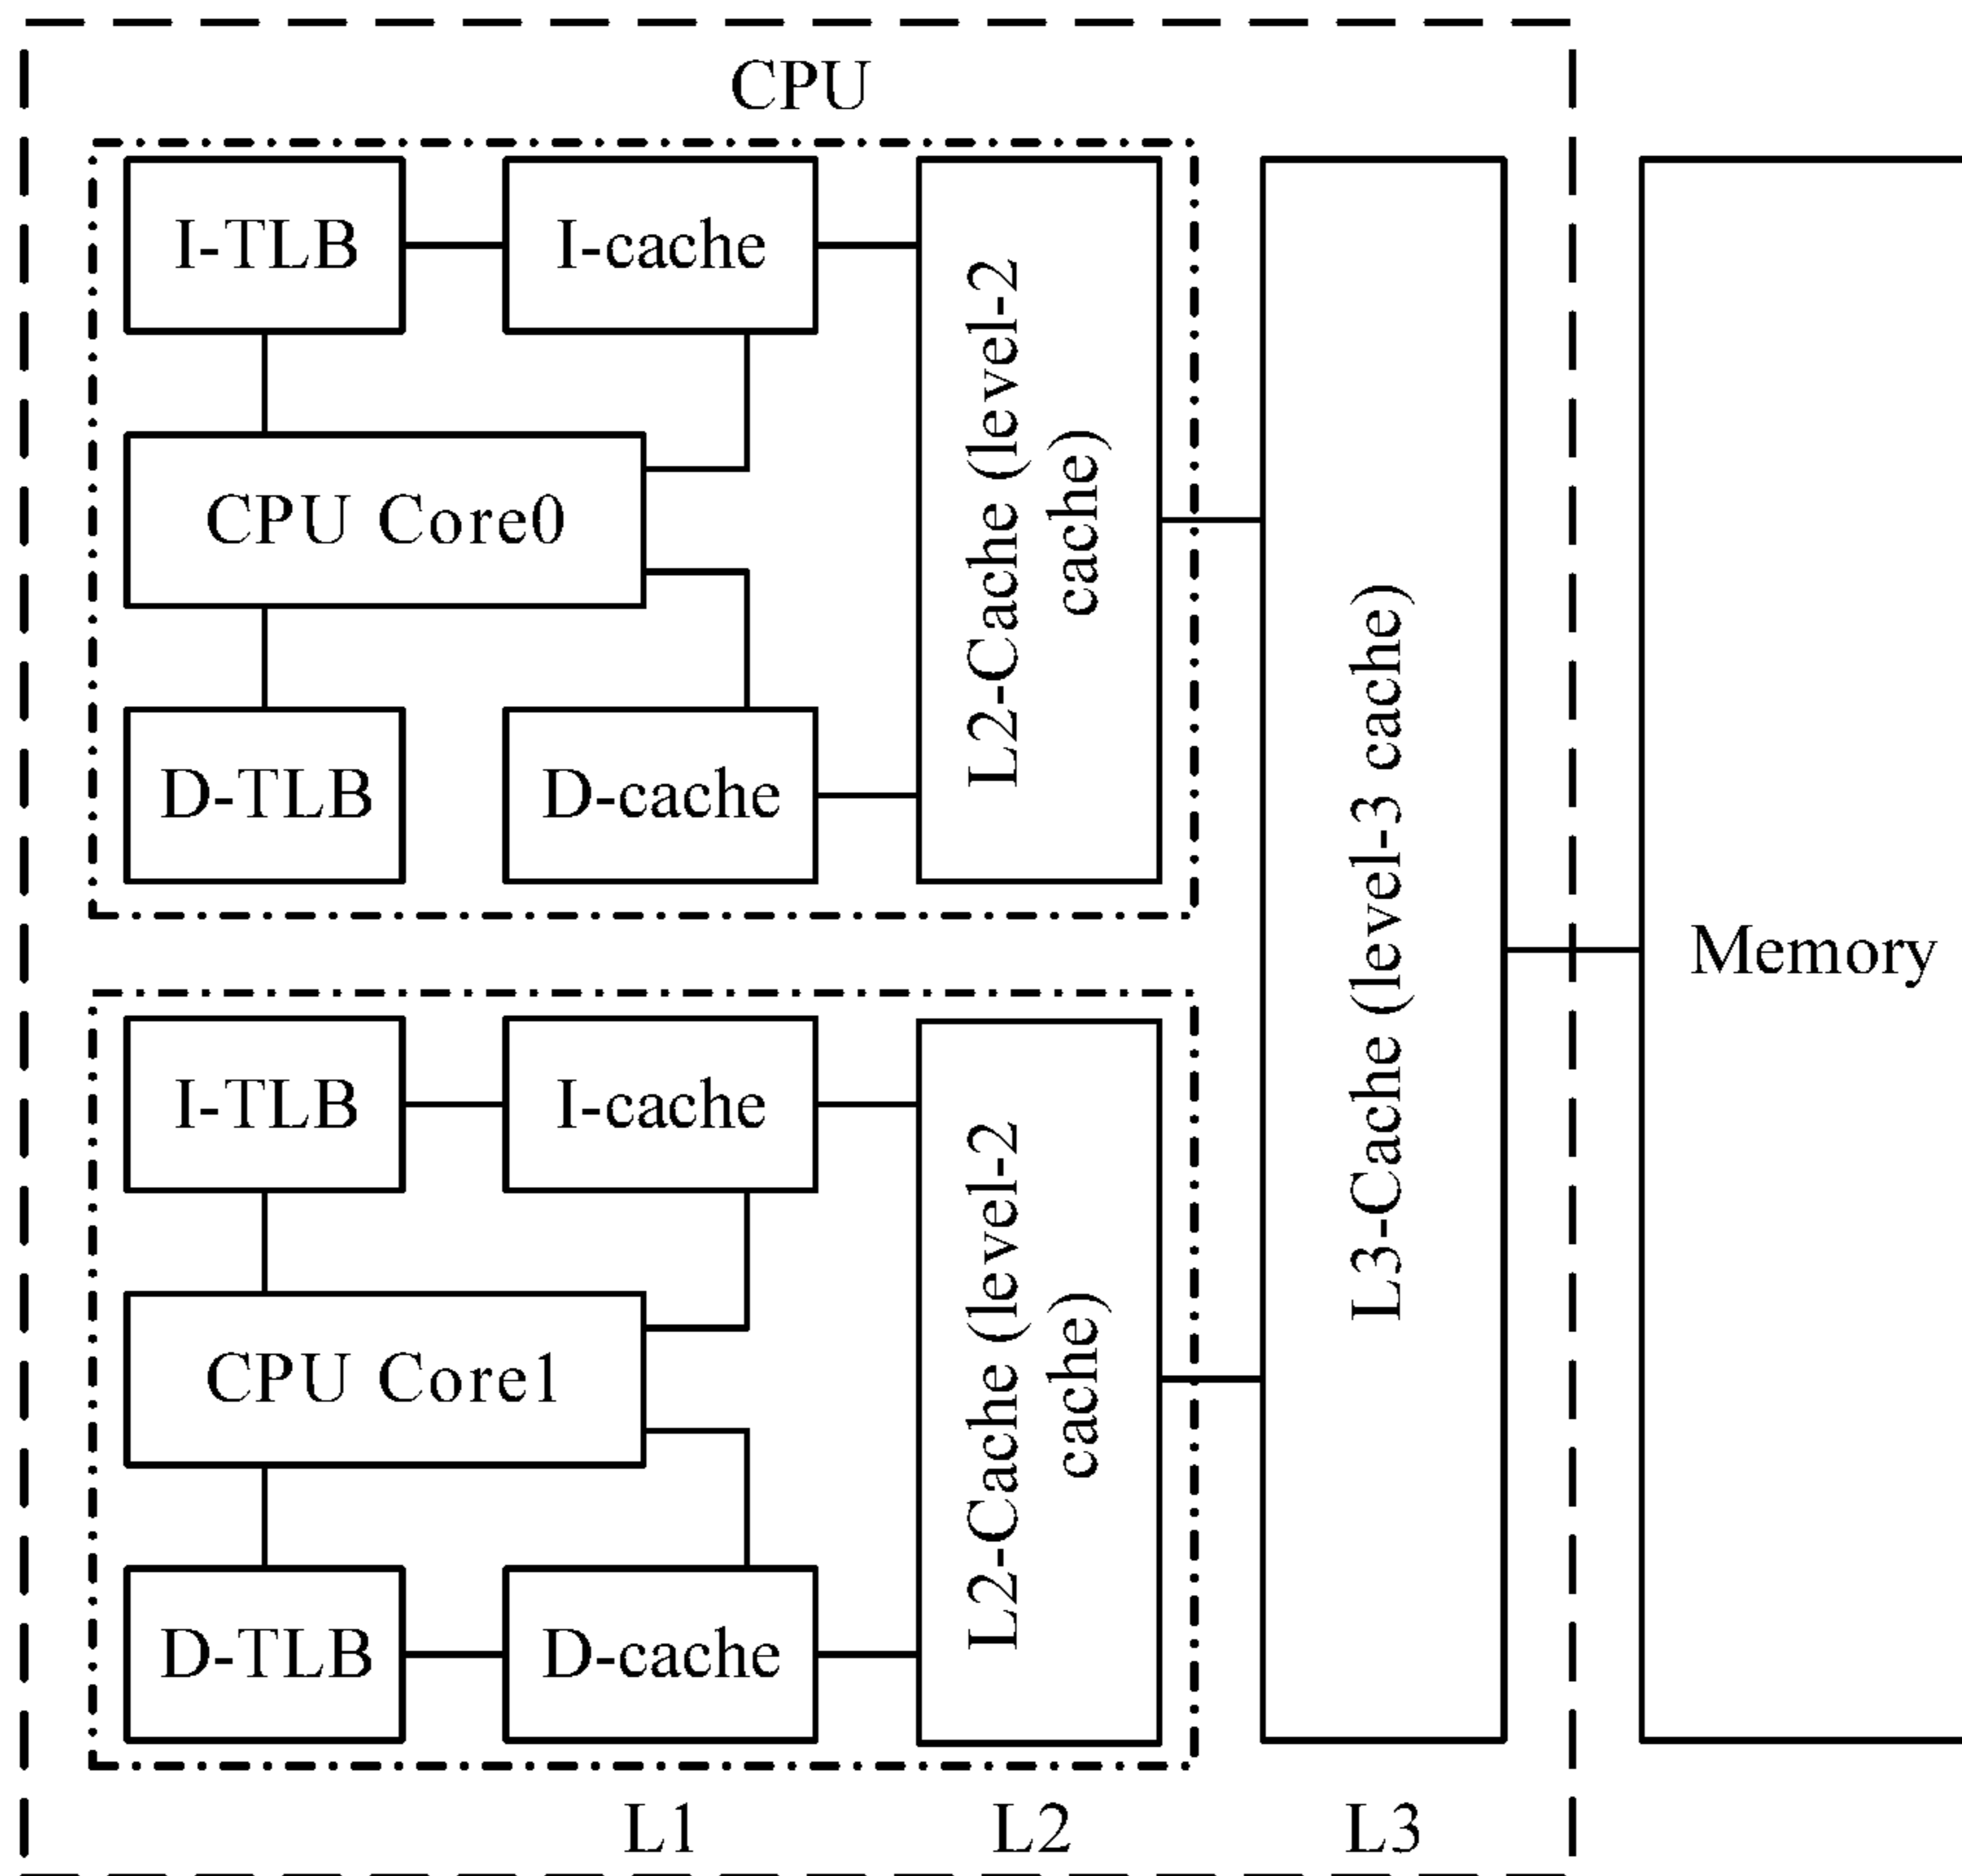 CPU
I-TLB
I-cache
L2-Cache (level-2
cache)
CPU Core0
D-TLB
D-cache
L3-Cache (level-3 cache)
Memory
I-TLB
I-cache
L2-Cache (level-2
cache)
CPU Core1
D-TLB
D-cache
L1
L2
L3